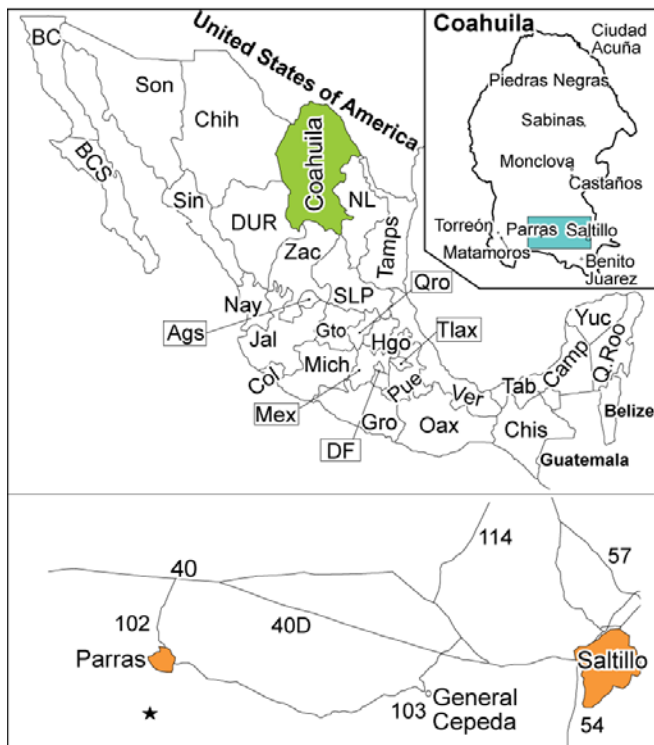 BC
Son
Chih
BCS
Sin
DUR
United States of America
Coahuila
NL
Tamps
Zac
Nay
SLP
Ags
Qro
Jal
Gto
Hgo
Tlax
Col
Mich
Mex
DF
Pue
Ver
Gro
Oax
Tab
Camp
Yuc
Q.Roo
Chis
Belize
Guatemala
Coahuila
Ciudad
Acuña
Piedras Negras
Sabinas
Monclova
Castaños
Torreón
Parras
Saltillo
Matamoros
Benito
Juarez
40
102
40D
114
57
Parras
Saltillo
General
Cepeda
103
54